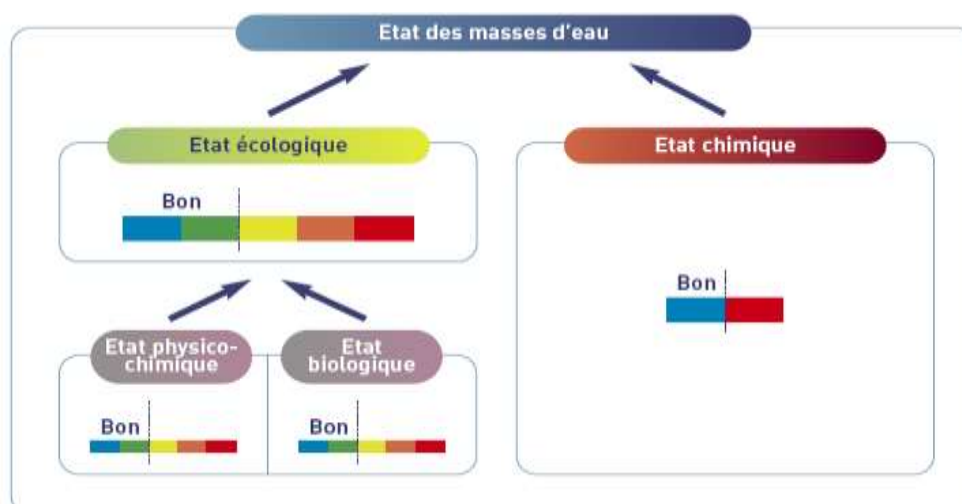 Etat des masses d'eau
Etat écologique
Bon
Etat physico-
chimique
Bon
Etat
biologique
Bon
Etat chimique
Bon